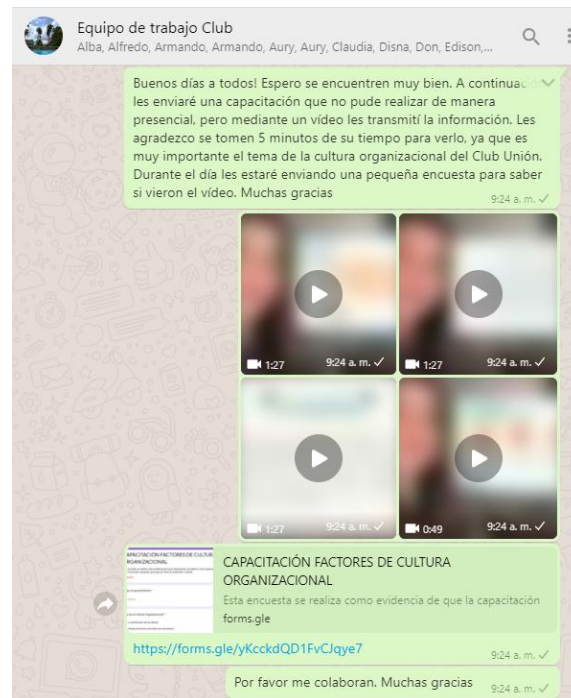 Equipo de trabajo Club
Alba, Alfredo, Armando, Armando, Aury, Aury, Claudia, Disna, Don, Edison,...
Buenos días a todos! Espero se encuentren muy bien. A continuación
les enviaré una capacitación que no pude realizar de manera
presencial, pero mediante un vídeo les transmití la información. Les
agradezco se tomen 5 minutos de su tiempo para verlo, ya que es
muy importante el tema de la cultura organizacional del Club Unión.
Durante el día les estaré enviando una pequeña encuesta para saber
si vieron el vídeo. Muchas gracias
9:24 a. m.
1:27 9:24 a. m.
1:27 9:24 a. m.
1:27 9:24 a. m.
0:49 9:24 a. m.
CAPACITACIÓN FACTORES DE CULTURA
ORGANIZACIONAL
Esta encuesta se realiza como evidencia de que la capacitación
forms.gle
https://forms.gle/yKcckdQD1FvCJqye7
9:24 a. m.
Por favor me colaboran. Muchas gracias
9:24 a. m.